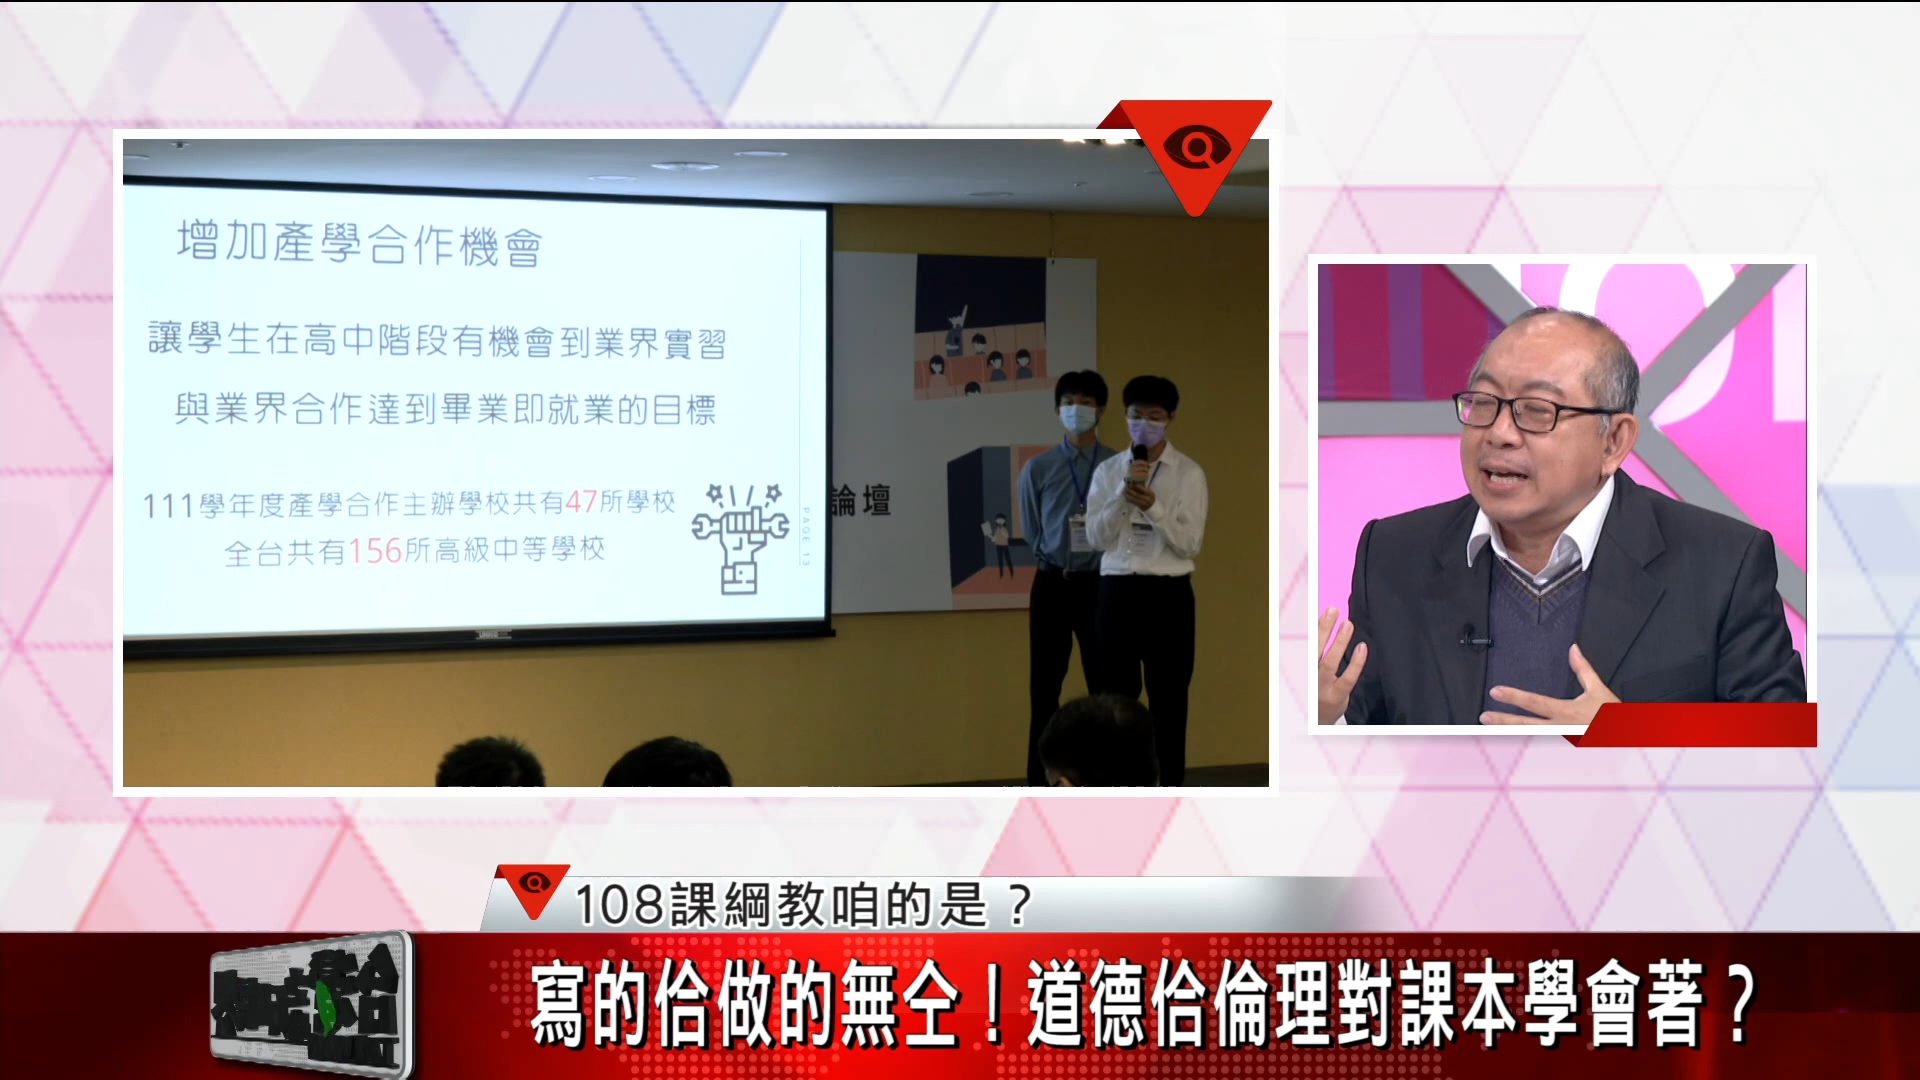 增加產學合作機會
讓學生在高中階段有機會到業界實習
與業界合作達到畢業即就業的目標
111學年度產學合作主辦學校共有47所學校
全台共有156所高級中等學校
PAGE 13
論壇
108課綱教咱的是？
寫的佮做的無仝！道德佮倫理對課本學會著？